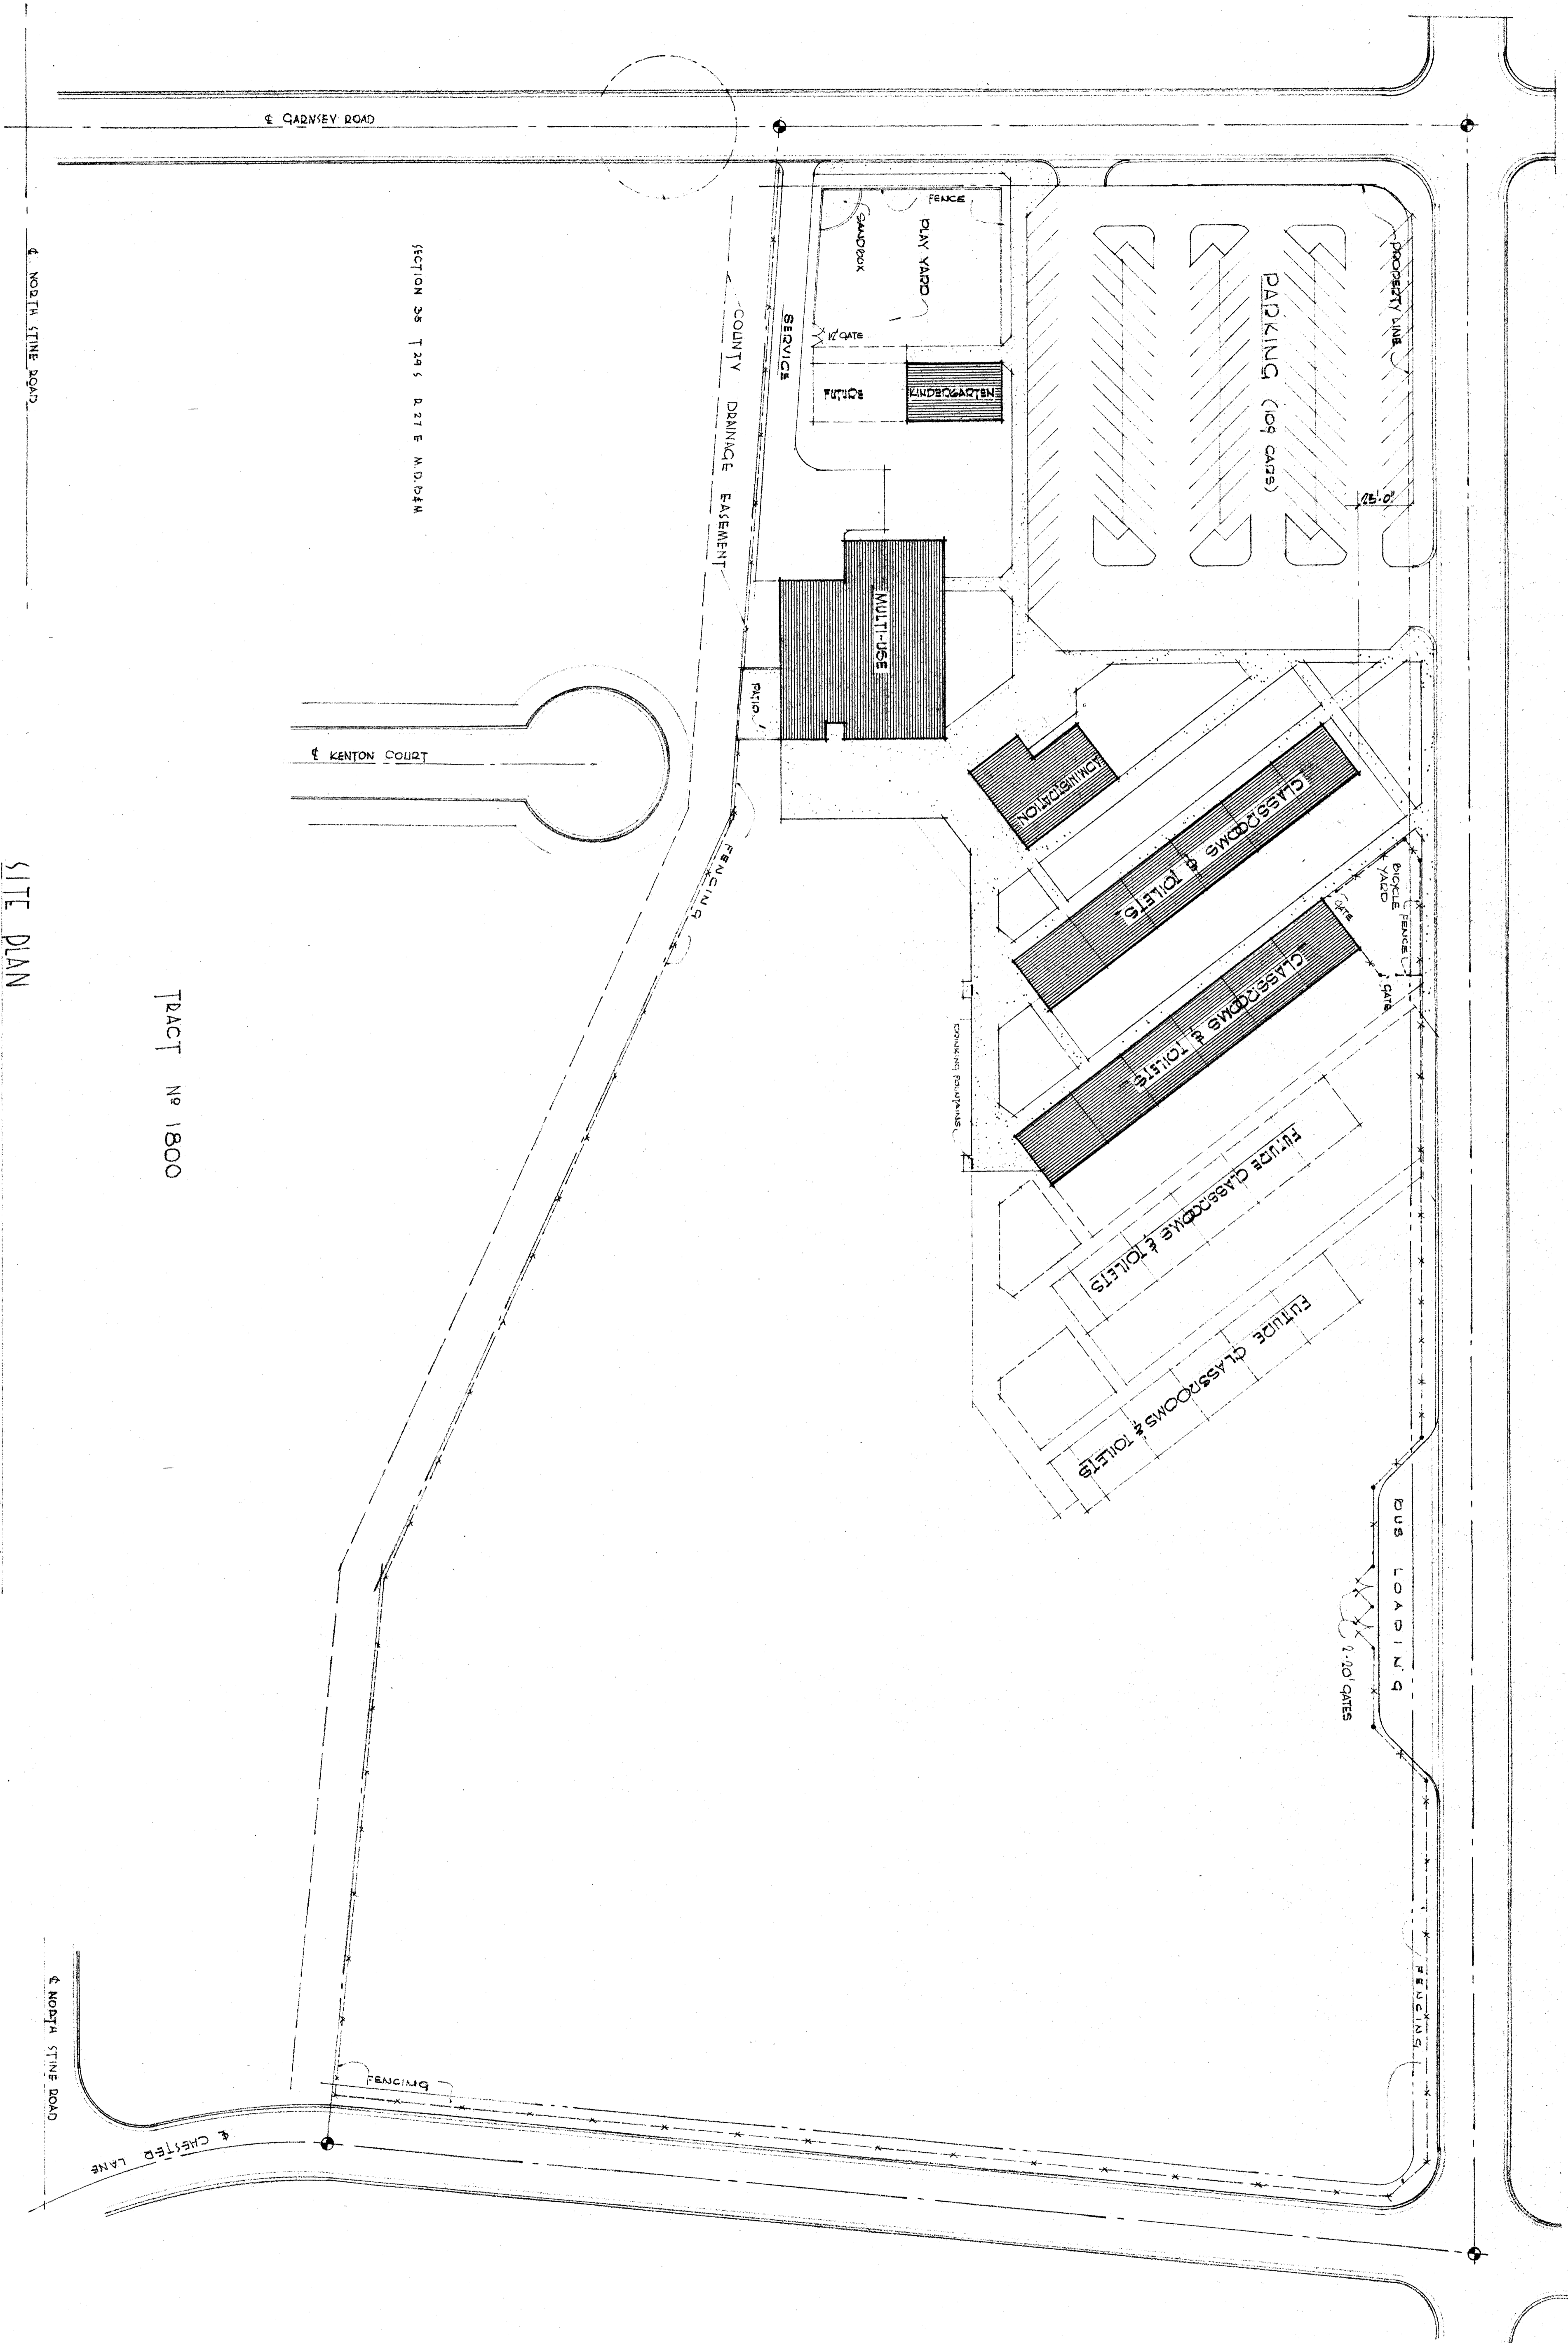 ℄ GARNSEY ROAD
℄ NORTH STINE ROAD
SECTION 35 T 29 S R 27 E M.D.B&M
COUNTY DRAINAGE EASEMENT
SERVICE
FENCE
SANDBOX
PLAY YARD
12' GATE
FUTURE
KINDERGARTEN
PARKING (109 CARS)
PROPERTY LINE
25'-0"
MULTI-USE
PATIO
℄ KENTON COURT
ADMINISTRATION
CLASSROOMS & TOILETS
BICYCLE
YARD
FENCE
GATE
GATE
CLASSROOMS & TOILETS
FENCING
DRINKING FOUNTAINS
FUTURE CLASSROOMS & TOILETS
FUTURE CLASSROOMS & TOILETS
BUS LOADING
2-20' GATES
SITE PLAN
TRACT Nº 1800
FENCING
FENCING
℄ NORTH STINE ROAD
℄ CHESTER LANE